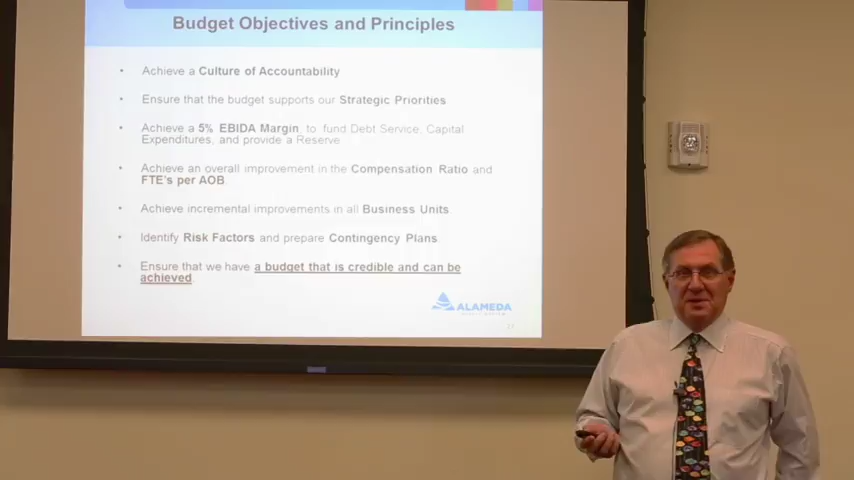 Budget Objectives and Principles
• Achieve a Culture of Accountability
• Ensure that the budget supports our Strategic Priorities
• Achieve a 5% EBIDA Margin, to fund Debt Service, Capital
Expenditures, and provide a Reserve
• Achieve an overall improvement in the Compensation Ratio and
FTE's per AOB.
• Achieve incremental improvements in all Business Units.
• Identify Risk Factors and prepare Contingency Plans
• Ensure that we have a budget that is credible and can be
achieved
ALAMEDA